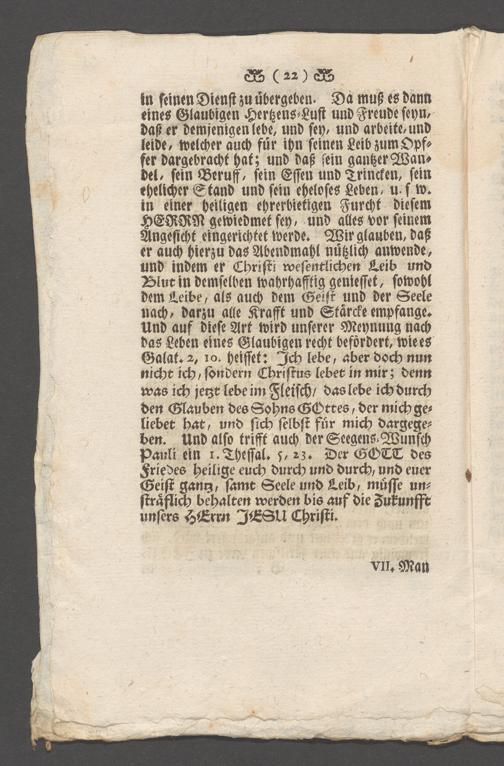 ( 22 )
in seinen Dienst zu übergeben. Da muß es dann
eines Glaubigen Hertzens-Lust und Freude seyn,
daß er demjenigen lebe, und sey, und arbeite, und
leide, welcher auch für ihn seinen Leib zum Opf-
fer dargebracht hat; und daß sein gantzer Wan-
del, sein Beruff, sein Essen und Trincken, sein
ehelicher Stand und sein eheloses Leben, u. s w.
in einer heiligen ehrerbietigen Furcht diesem
HERRN gewiedmet sey, und alles vor seinem
Angesicht eingerichtet werde. Wir glauben, daß
er auch hierzu das Abendmahl nützlich anwende,
und indem er Christi wesentlichen Leib und
Blut in demselben wahrhafftig geniesset, sowohl
dem Leibe, als auch dem Geist und der Seele
nach, darzu alle Krafft und Stärcke empfange.
Und auf diese Art wird unserer Meynung nach
das Leben eines Glaubigen recht befördert, wie es
Galat. 2, 10. heisset: Ich lebe, aber doch nun
nicht ich, sondern Christus lebet in mir; denn
was ich jetzt lebe im Fleisch/ das lebe ich durch
den Glauben des Sohns GOttes, der mich ge-
liebet hat, und sich selbst für mich dargege-
ben. Und also trifft auch der Seegens-Wunsch
Pauli ein 1. Thessal. 5, 23. Der GOTT des
Friedes heilige euch durch und durch, und euer
Geist gantz, samt Seele und Leib, müsse un-
sträflich behalten werden bis auf die Zukunfft
unsers HErrn JESU Christi.
VII. Man